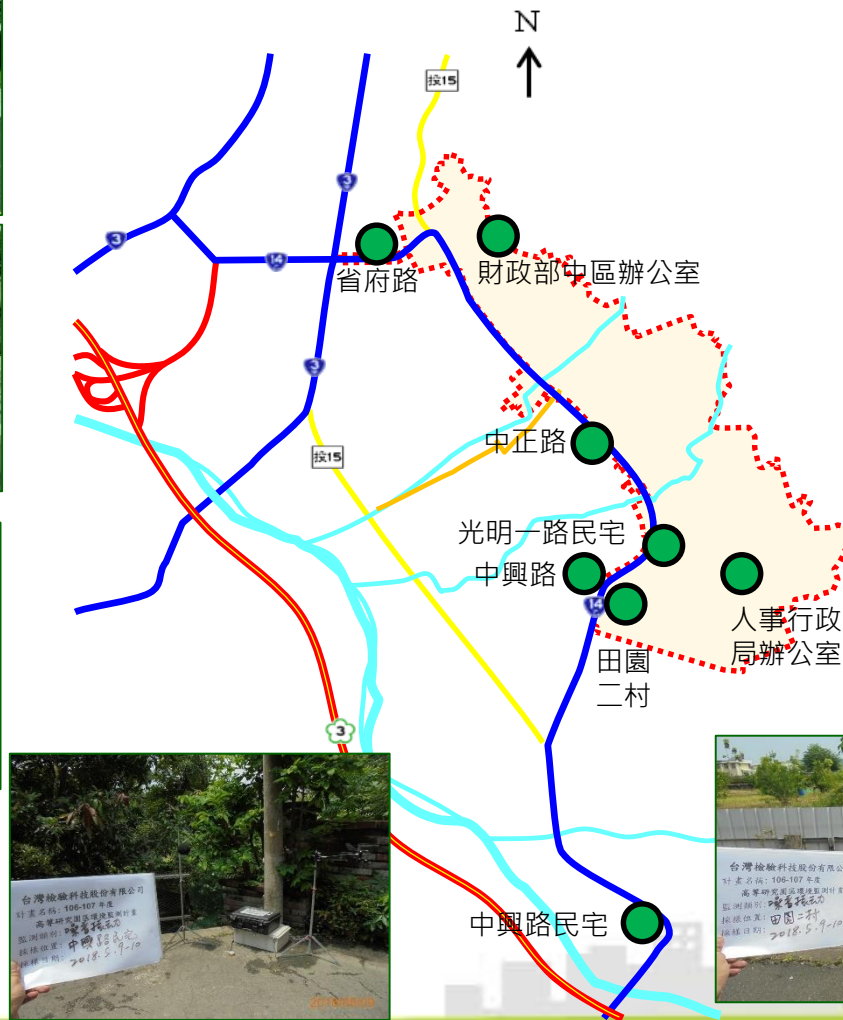 N
投15
3
3
14
省府路
財政部中區辦公室
3
中正路
投15
光明一路民宅
中興路
14
人事行政
局辦公室
田園
二村
3
中興路民宅
台灣檢驗科技股份有限公司
計畫名稱：106-107年度
高等研究園區環境監測計畫
監測類別：噪音振動
採樣位置：中興路民宅
採樣日期：2018.5.9-10
台灣檢驗科技股份有限公
計畫名稱：106-107年度
高等研究園區環境監測計畫
監測類別：噪音振動
採樣位置：田園二村
採樣日期：2018.5.9-10